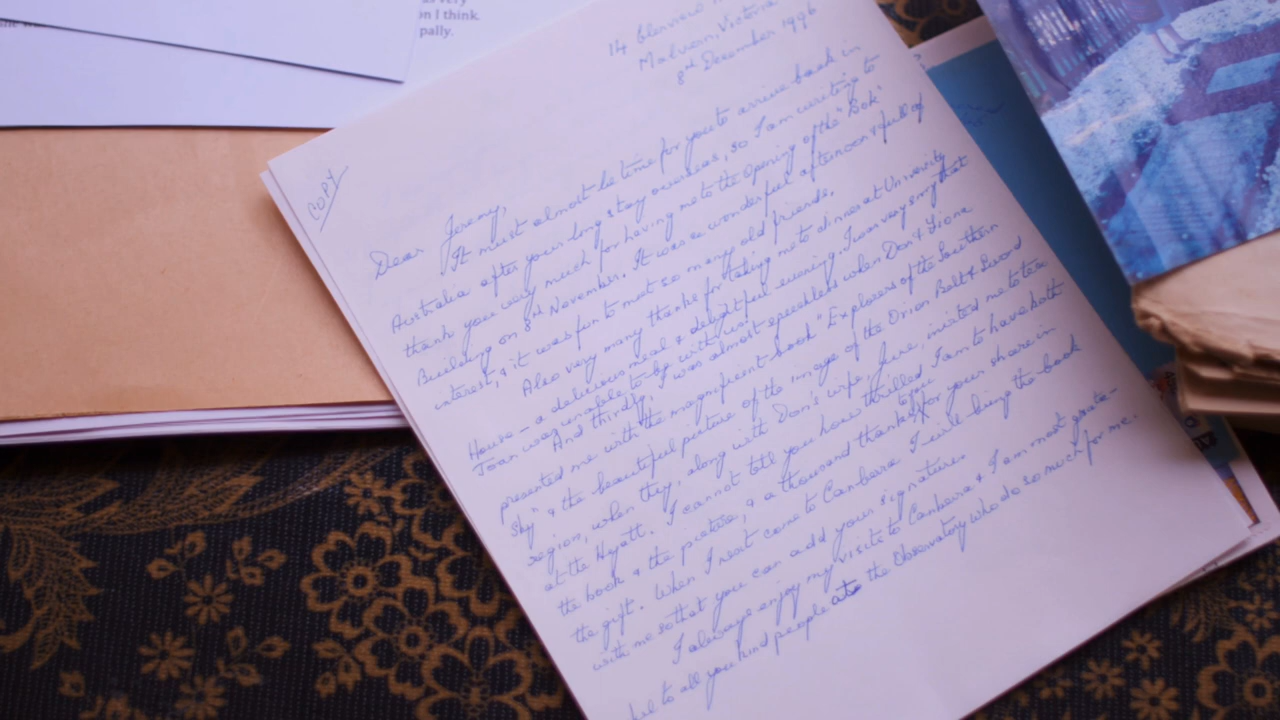 on I think.
pally.
14 Glenview
Malvern, Victoria
8th December 1996
COPY
Dear Jeremy,
It must almost be time for you to arrive back in
Australia after your long stay overseas, so I am writing to
thank you very much for having me to the Opening of the "Bok"
Building on 8th November. It was a wonderful afternoon & full of
interest, & it was fun to meet so many old friends.
Also very many thanks for taking me to dinner at University
House – a delicious meal & delightful evening. I was very sorry that
Joan was unable to be with us.
And thirdly, I was almost speechless when Don & Fiona
presented me with the magnificent book "Explorers of the Southern
Sky" & the beautiful picture of the image of the Orion Belt & Sword
region, when they, along with Don's wife, June, invited me to tea
at the Hyatt. I cannot tell you how thrilled I am to have both
the book & the picture, & a thousand thanks to you for your share in
the gift. When I next come to Canberra I will bring the book
with me so that you can add your signature.
I always enjoy my visits to Canberra & I am most grate-
ful to all you kind people at the Observatory who do so much for me.